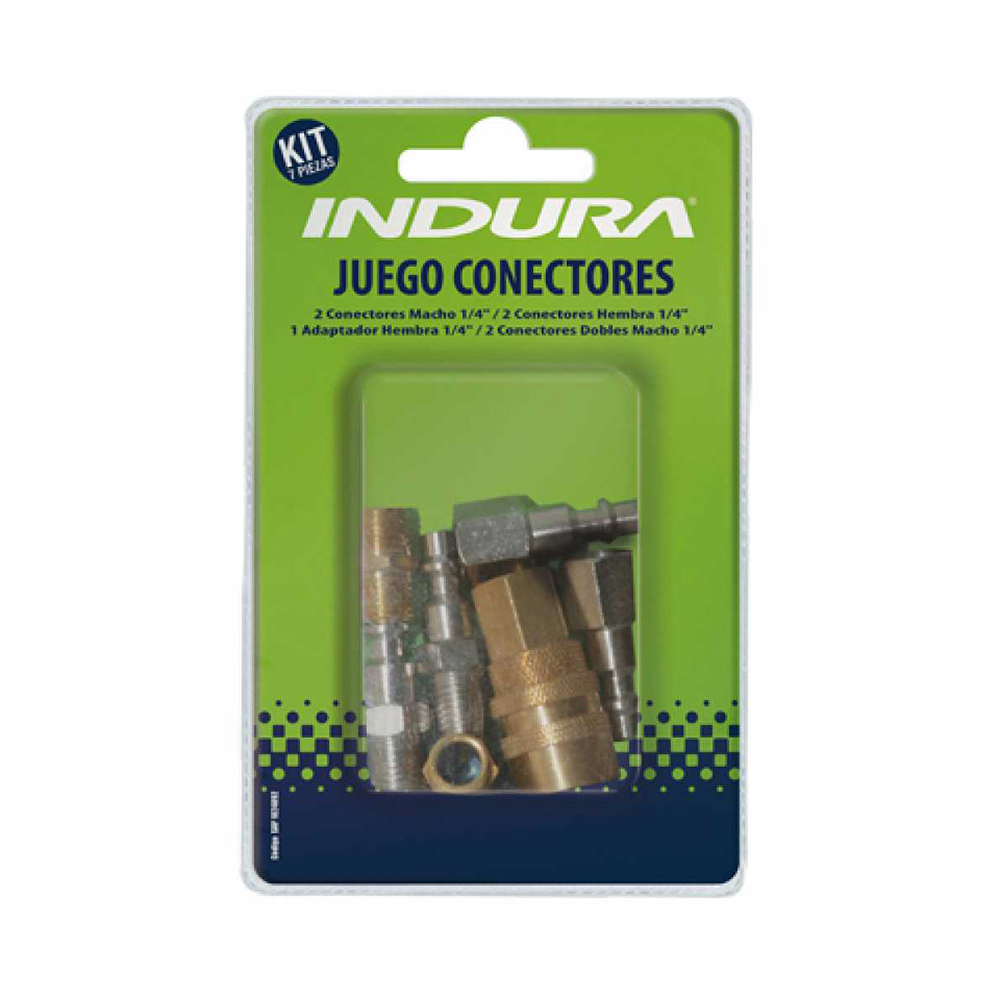 KIT
7 PIEZAS
INDURA®
JUEGO CONECTORES
2 Conectores Macho 1/4" / 2 Conectores Hembra 1/4"
1 Adaptador Hembra 1/4" / 2 Conectores Dobles Macho 1/4"
Código: SAP